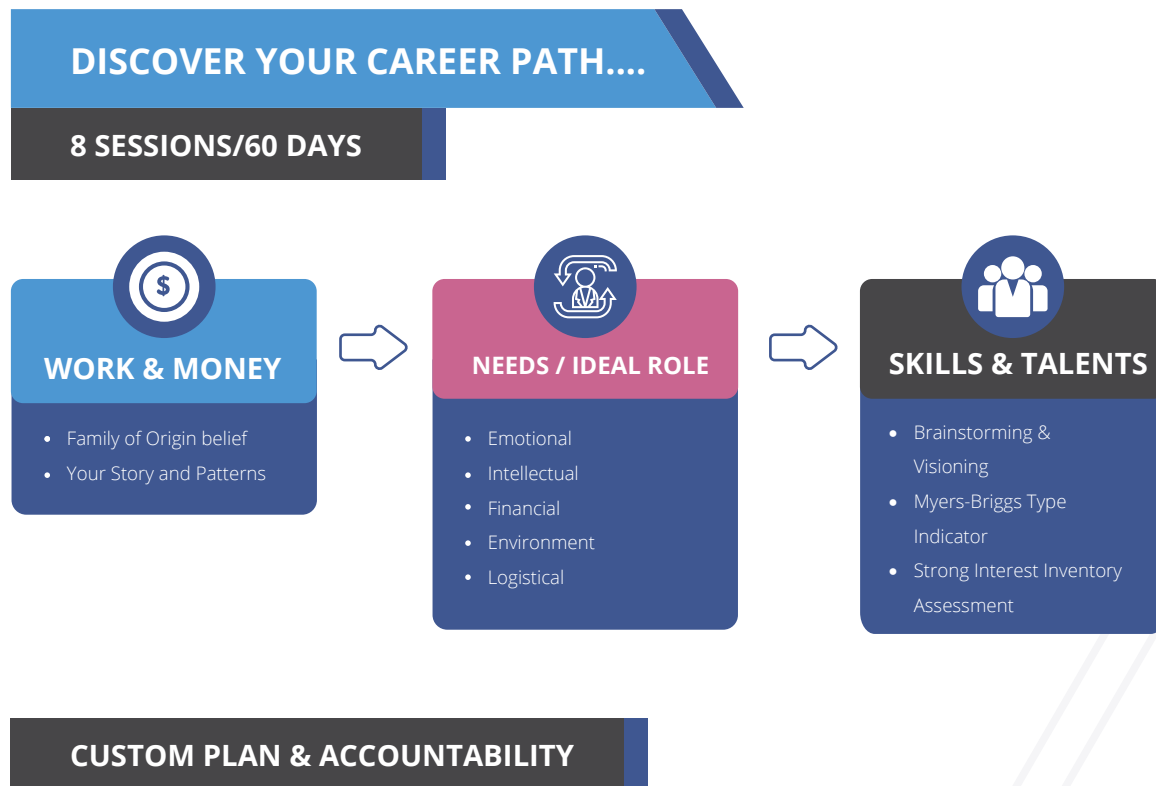 DISCOVER YOUR CAREER PATH....
8 SESSIONS/60 DAYS
$
WORK & MONEY
• Family of Origin belief
• Your Story and Patterns
NEEDS / IDEAL ROLE
• Emotional
• Intellectual
• Financial
• Environment
• Logistical
SKILLS & TALENTS
• Brainstorming &
Visioning
• Myers-Briggs Type
Indicator
• Strong Interest Inventory
Assessment
CUSTOM PLAN & ACCOUNTABILITY